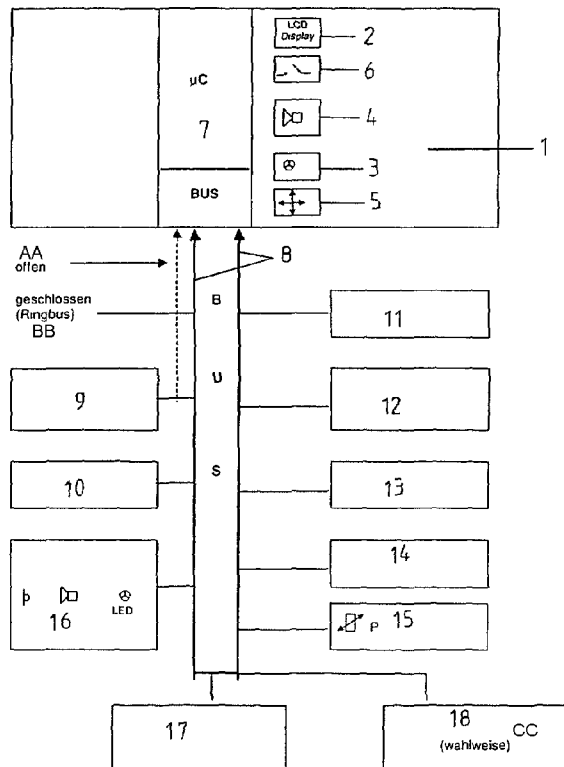 LCD
Display
2
6
µC
7
4
1
3
BUS
5
AA
offen
8
geschlossen
(Ringbus)
BB
B
11
U
9
12
S
10
13
14
P 15
LED
16
17
18 CC
(wahlweise)